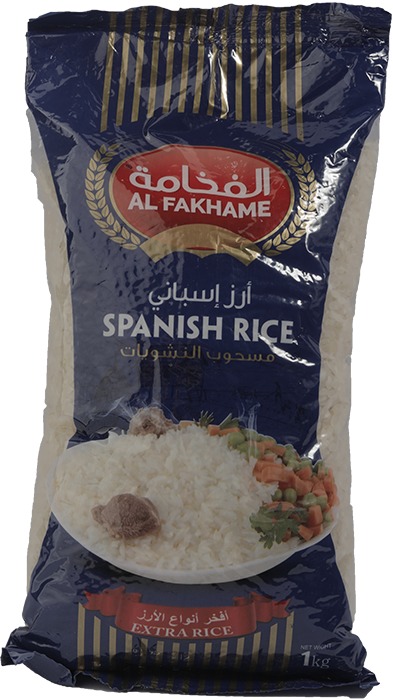 الفخامة
AL FAKHAME
أرز إسباني
SPANISH RICE
مسحوب النشويات
أفخر أنواع الأرز
EXTRA RICE
NET WEIGHT
1kg